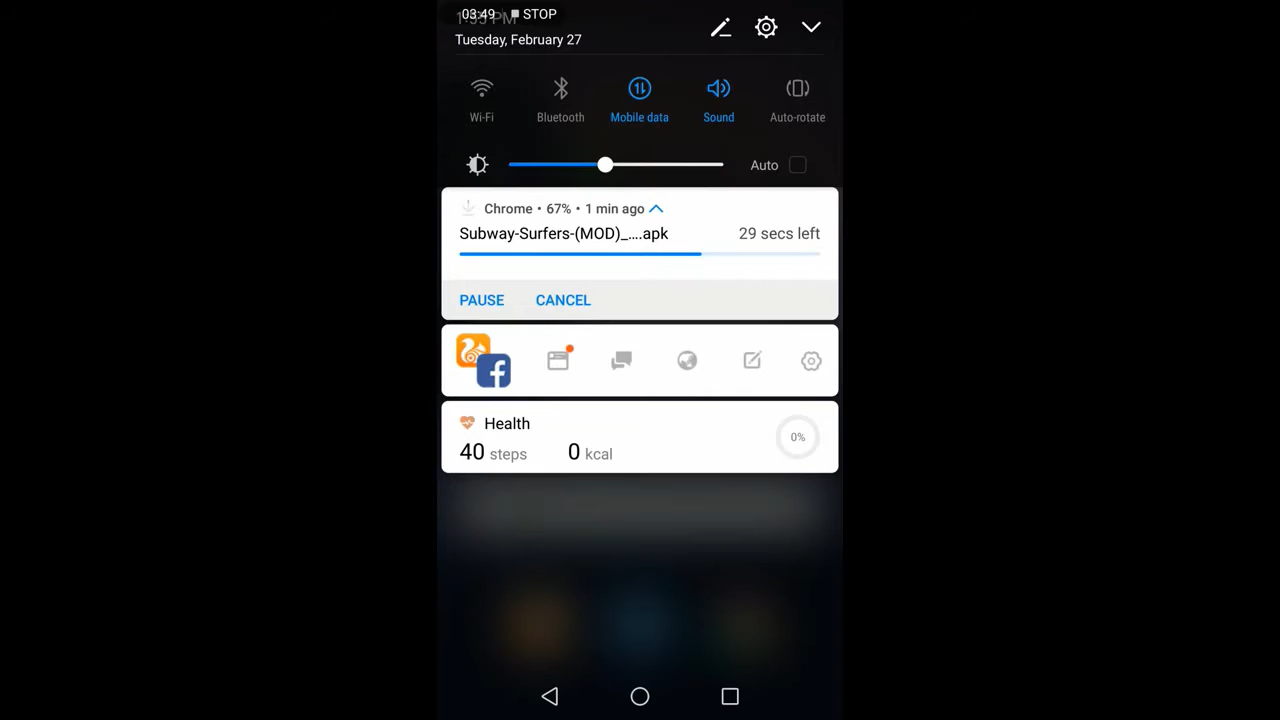 03:49 STOP
Tuesday, February 27
Wi-Fi Bluetooth Mobile data Sound Auto-rotate
Auto
Chrome • 67% • 1 min ago
Subway-Surfers-(MOD)_....apk 29 secs left
PAUSE CANCEL
Health
40 steps 0 kcal 0%